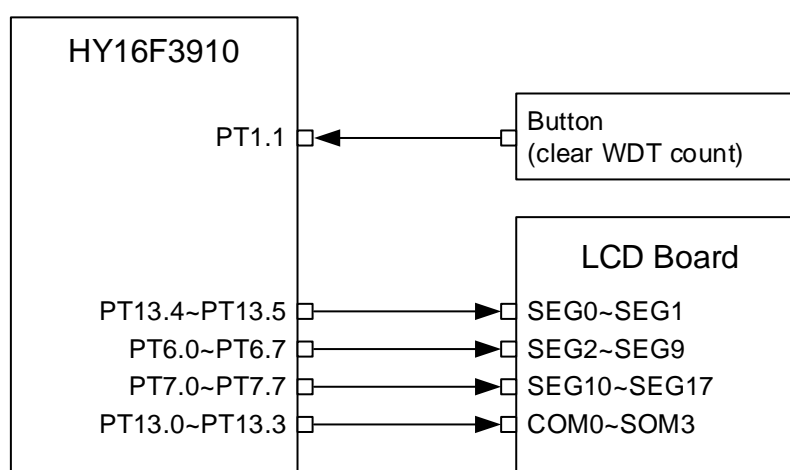 HY16F3910
PT1.1
Button
(clear WDT count)
LCD Board
PT13.4~PT13.5
SEG0~SEG1
PT6.0~PT6.7
SEG2~SEG9
PT7.0~PT7.7
SEG10~SEG17
PT13.0~PT13.3
COM0~SOM3